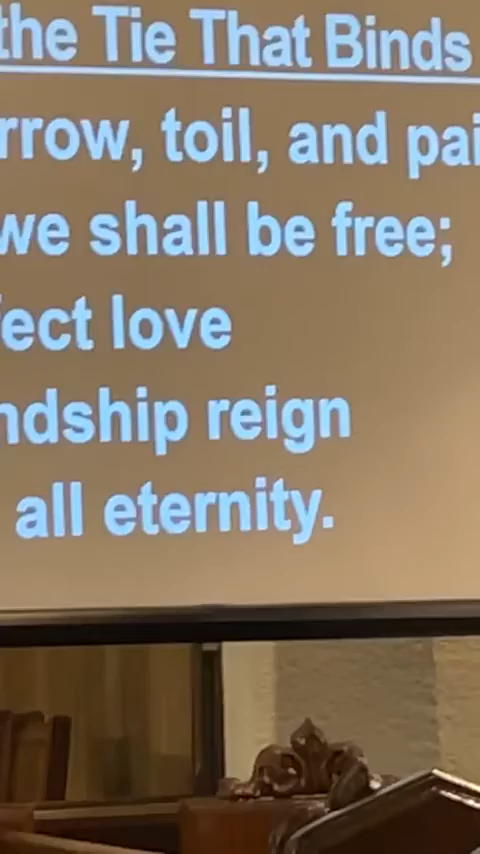 the Tie That Binds
rrow, toil, and pai
we shall be free;
ect love
ndship reign
all eternity.